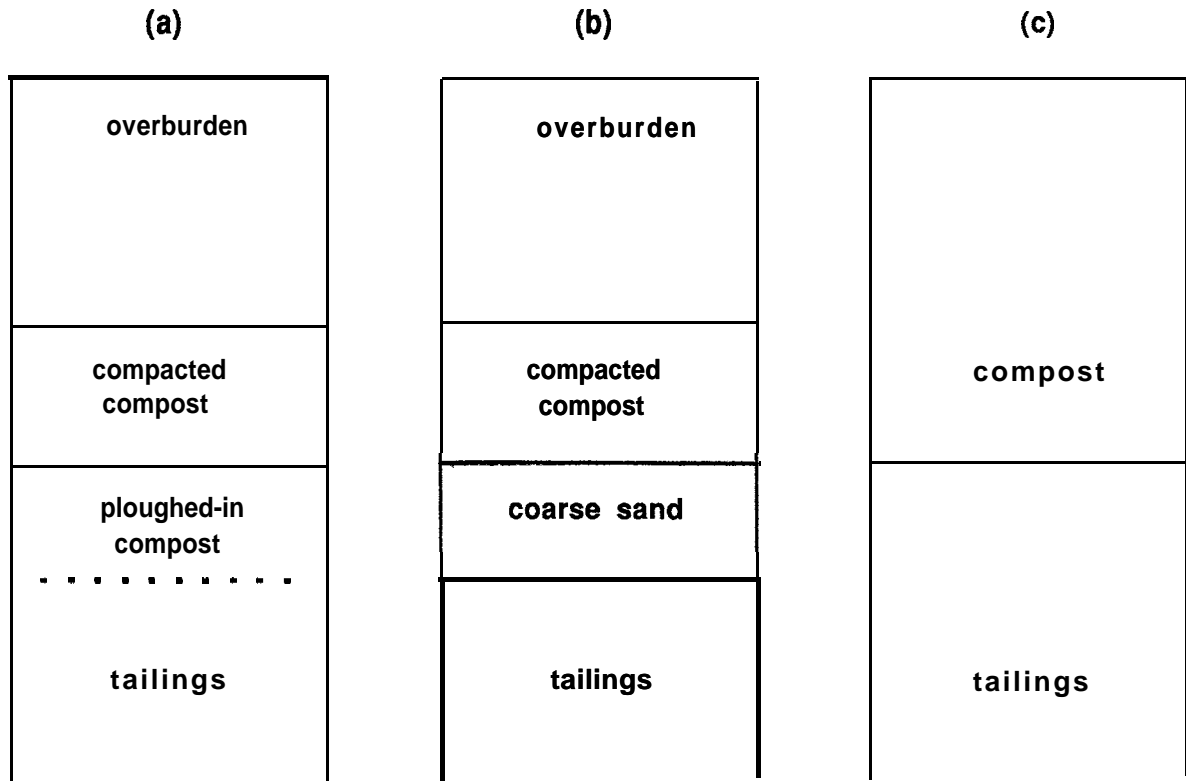 (a)
overburden
compacted
compost
ploughed-in
compost
tailings
(b)
overburden
compacted
compost
coarse sand
tailings
(c)
compost
tailings